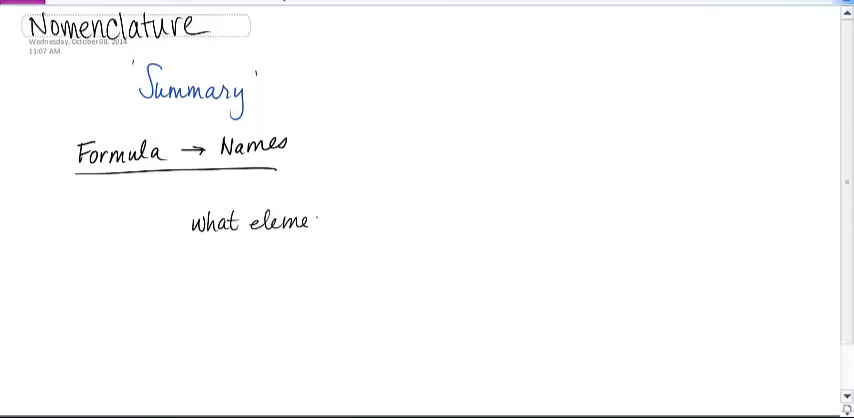 Nomenclature
Wednesday, October 08, 2014
11:07 AM
'Summary'
Formula → Names
what eleme